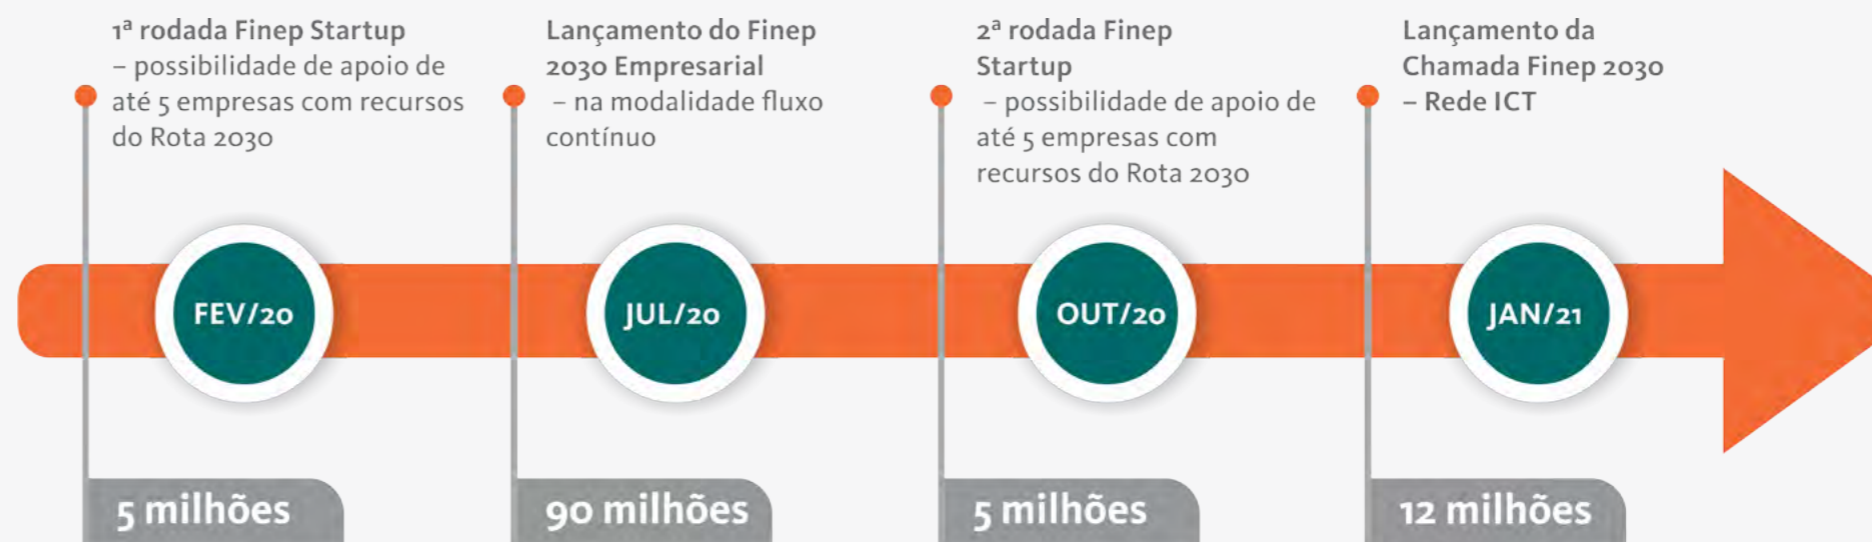 1ª rodada Finep Startup
– possibilidade de apoio de
até 5 empresas com recursos
do Rota 2030
Lançamento do Finep
2030 Empresarial
– na modalidade fluxo
contínuo
2ª rodada Finep
Startup
– possibilidade de apoio de
até 5 empresas com
recursos do Rota 2030
Lançamento da
Chamada Finep 2030
– Rede ICT
FEV/20
JUL/20
OUT/20
JAN/21
5 milhões
90 milhões
5 milhões
12 milhões